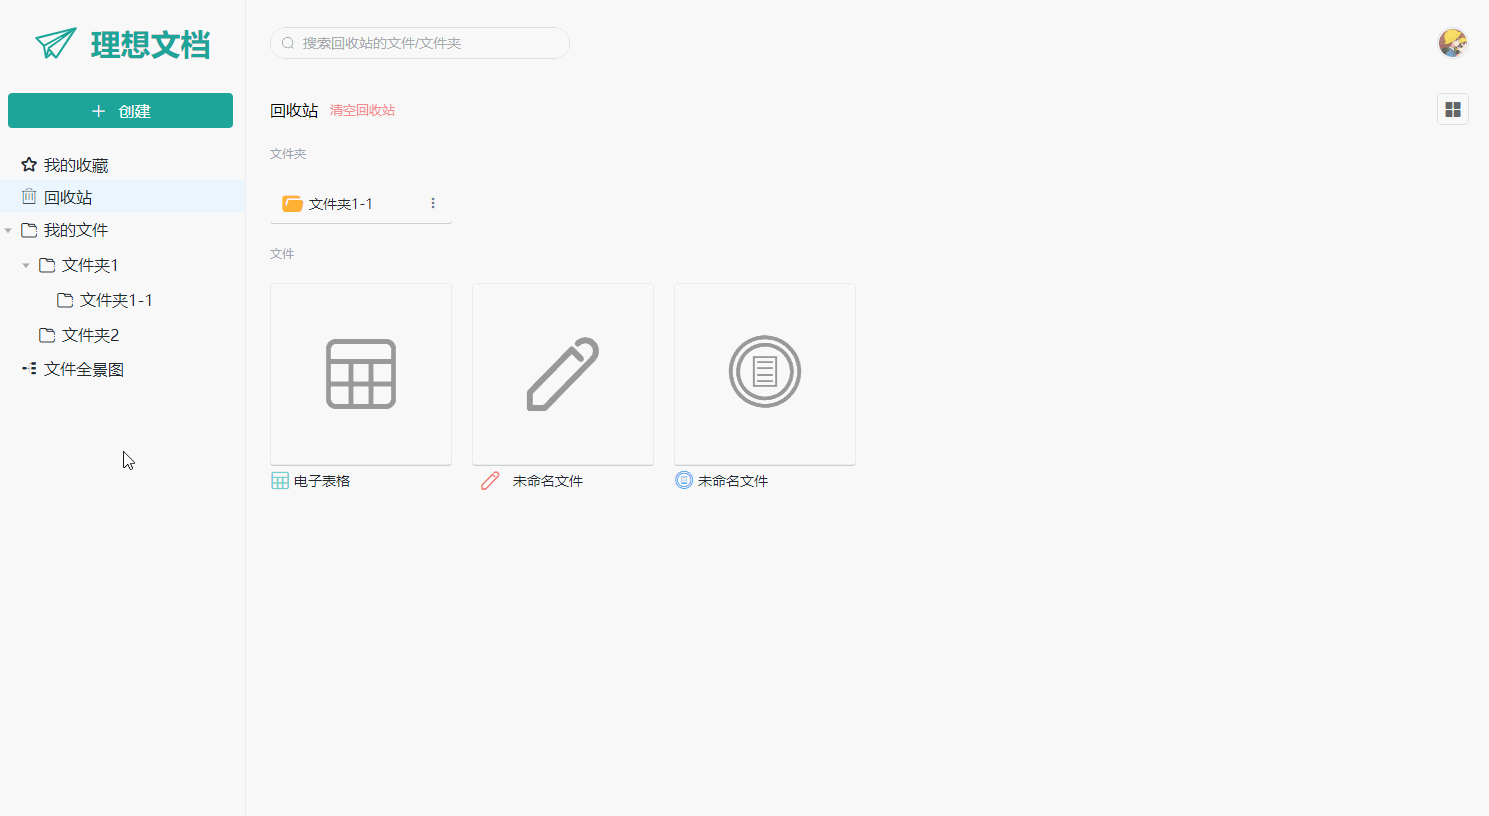 理想文档
创建
我的收藏
回收站
我的文件
文件夹1
文件夹1-1
文件夹2
文件全景图
搜索回收站的文件/文件夹
回收站 清空回收站
文件夹
文件夹1-1
文件
电子表格 未命名文件 未命名文件